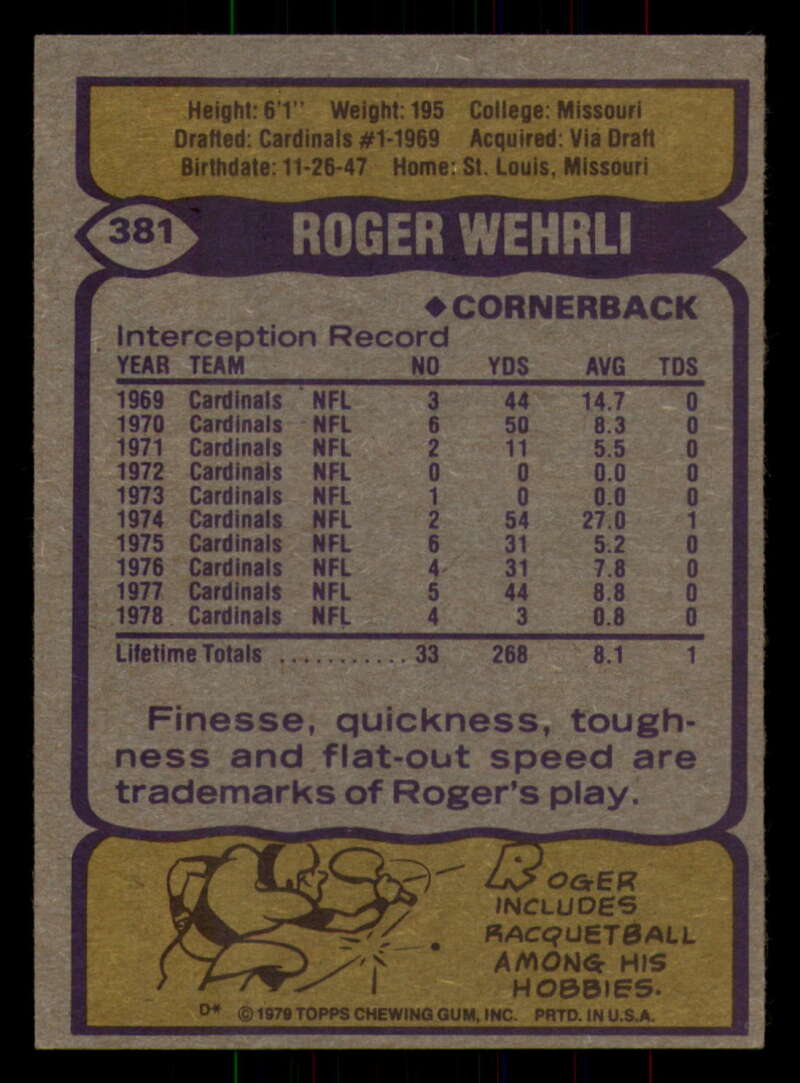 Height: 6'1" Weight: 195 College: Missouri
Drafted: Cardinals #1-1969 Acquired: Via Draft
Birthdate: 11-26-47 Home: St. Louis, Missouri
381 ROGER WEHRLI
◆ CORNERBACK
Interception Record
YEAR TEAM NO YDS AVG TDS
1969 Cardinals NFL 3 44 14.7 0
1970 Cardinals NFL 6 50 8.3 0
1971 Cardinals NFL 2 11 5.5 0
1972 Cardinals NFL 0 0 0.0 0
1973 Cardinals NFL 1 0 0.0 0
1974 Cardinals NFL 2 54 27.0 1
1975 Cardinals NFL 6 31 5.2 0
1976 Cardinals NFL 4 31 7.8 0
1977 Cardinals NFL 5 44 8.8 0
1978 Cardinals NFL 4 3 0.8 0
Lifetime Totals ........... 33 268 8.1 1
Finesse, quickness, tough-
ness and flat-out speed are
trademarks of Roger's play.
ROGER
INCLUDES
RACQUETBALL
AMONG HIS
HOBBIES.
D* © 1979 TOPPS CHEWING GUM, INC. PRTD. IN U.S.A.